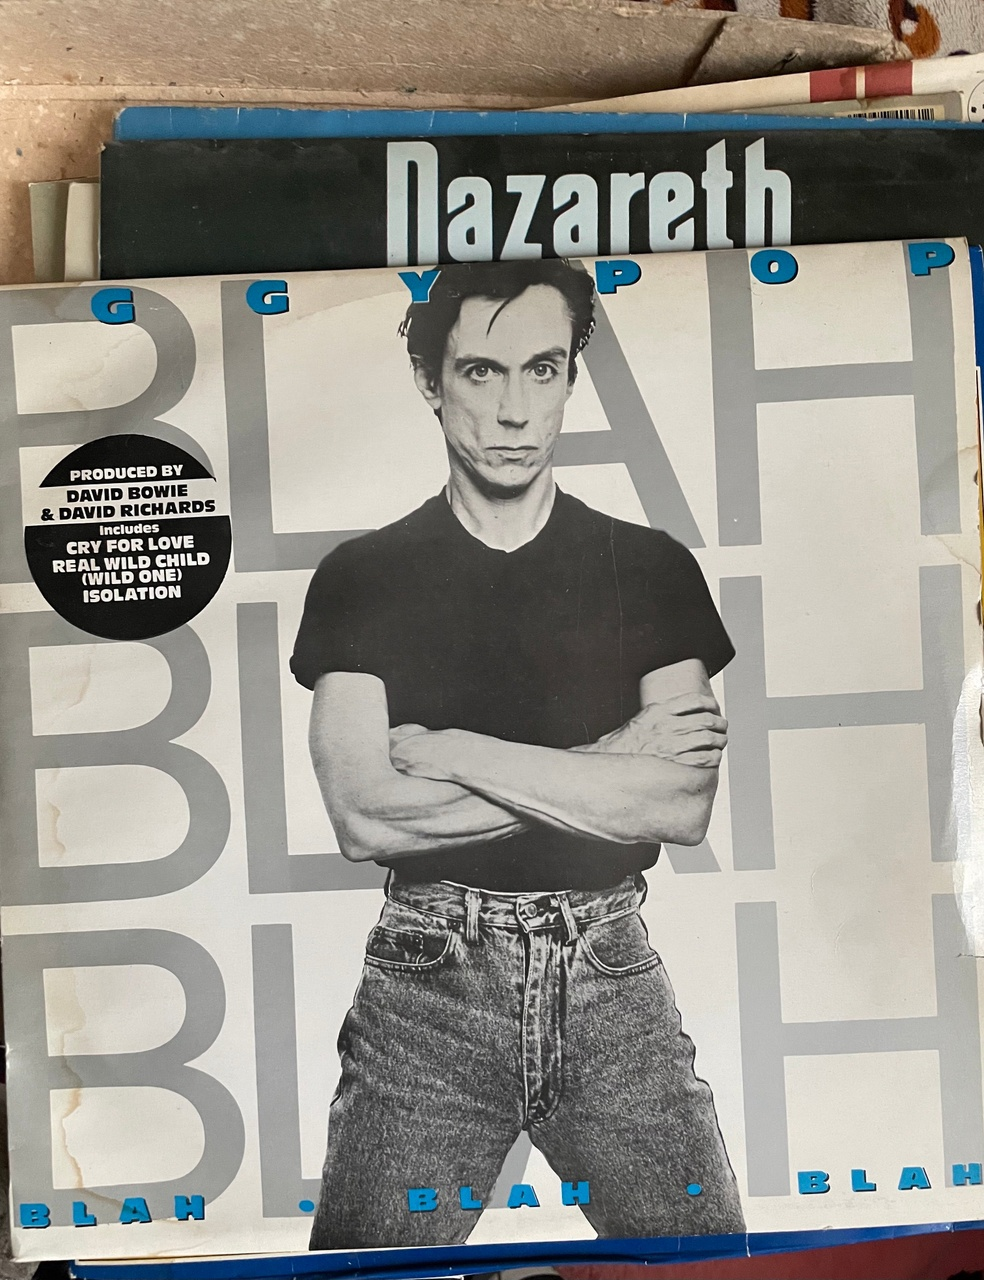 Nazareth
GGY POP
BLAH
PRODUCED BY
DAVID BOWIE
& DAVID RICHARDS
includes
CRY FOR LOVE
REAL WILD CHILD
(WILD ONE)
ISOLATION
BLAH
BLAH
BLAH • BLAH • BLAH